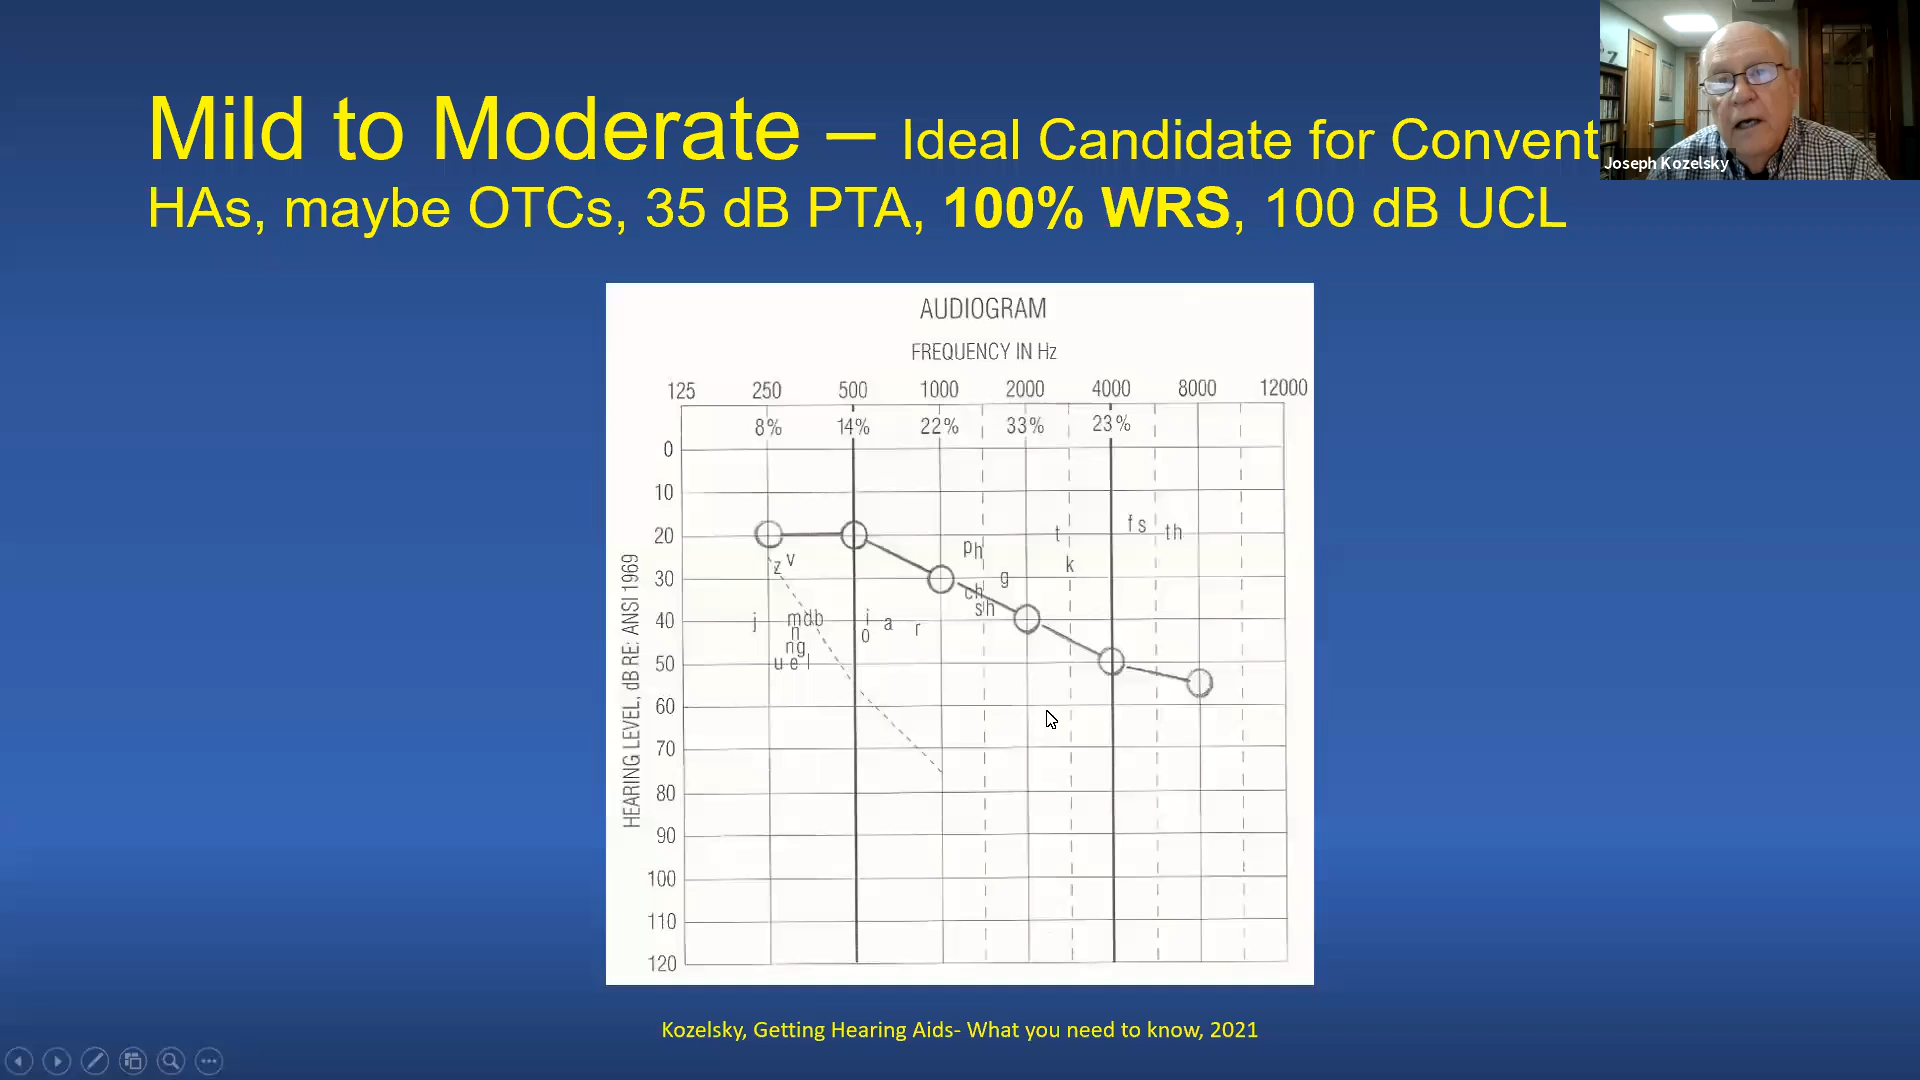 Mild to Moderate – Ideal Candidate for Convent
HAs, maybe OTCs, 35 dB PTA, 100% WRS, 100 dB UCL
Joseph Kozelsky
AUDIOGRAM
FREQUENCY IN Hz
125 250 500 1000 2000 4000 8000 12000
8% 14% 22% 33% 23%
HEARING LEVEL, dB RE: ANSI 1969
0
10
20
30
40
50
60
70
80
90
100
110
120
f s th
t
ph
z v
k
g
ch
sh
j mdb i a r
n o
ng
u e l
Kozelsky, Getting Hearing Aids- What you need to know, 2021